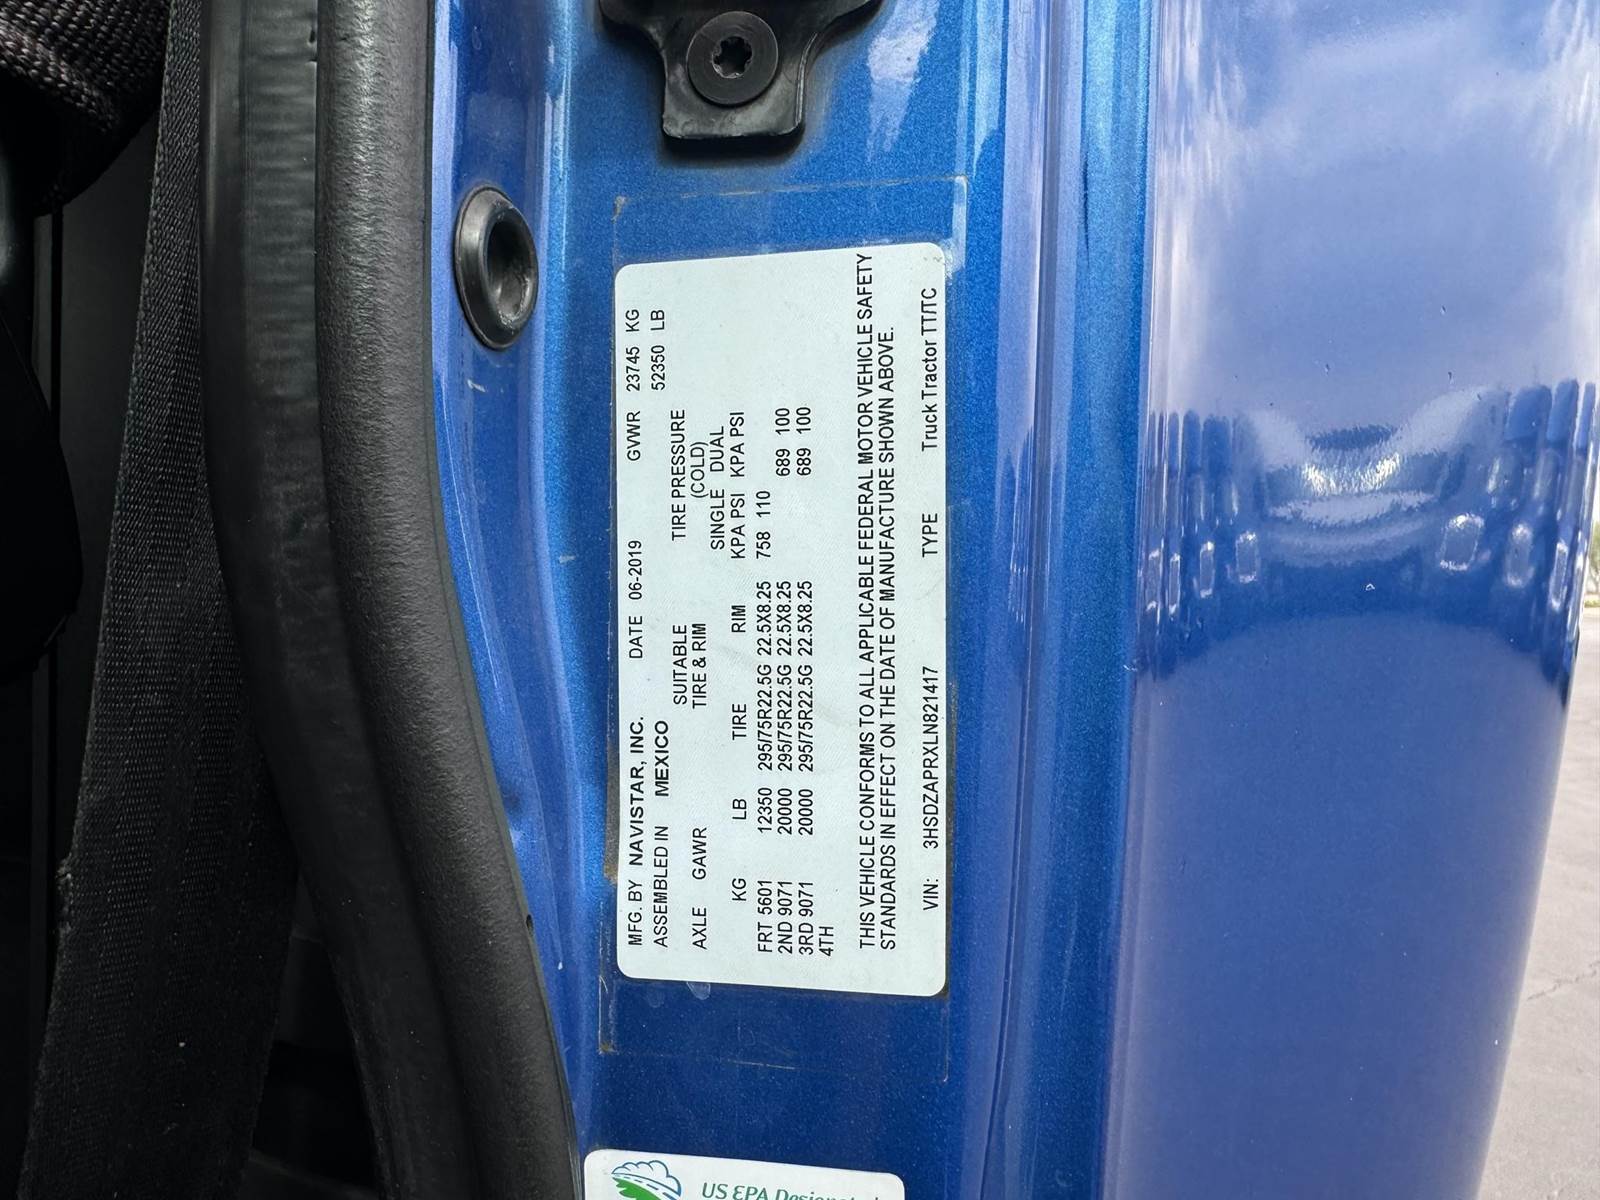 MFG. BY NAVISTAR, INC. DATE 06-2019 GVWR 23745 KG
ASSEMBLED IN MEXICO 52350 LB
SUITABLE TIRE PRESSURE
AXLE GAWR TIRE & RIM (COLD)
SINGLE DUAL
KG LB TIRE RIM KPA PSI KPA PSI
FRT 5601 12350 295/75R22.5G 22.5X8.25 758 110
2ND 9071 20000 295/75R22.5G 22.5X8.25 689 100
3RD 9071 20000 295/75R22.5G 22.5X8.25 689 100
4TH
THIS VEHICLE CONFORMS TO ALL APPLICABLE FEDERAL MOTOR VEHICLE SAFETY
STANDARDS IN EFFECT ON THE DATE OF MANUFACTURE SHOWN ABOVE.
VIN: 3HSDZAPRXLN821417 TYPE Truck Tractor TT/TC
US EPA Designated